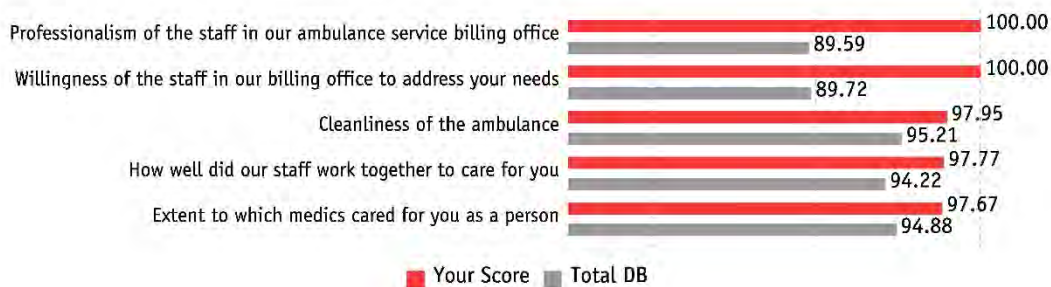 Professionalism of the staff in our ambulance service billing office
100.00
89.59
Willingness of the staff in our billing office to address your needs
100.00
89.72
Cleanliness of the ambulance
97.95
95.21
How well did our staff work together to care for you
97.77
94.22
Extent to which medics cared for you as a person
97.67
94.88
Your Score Total DB